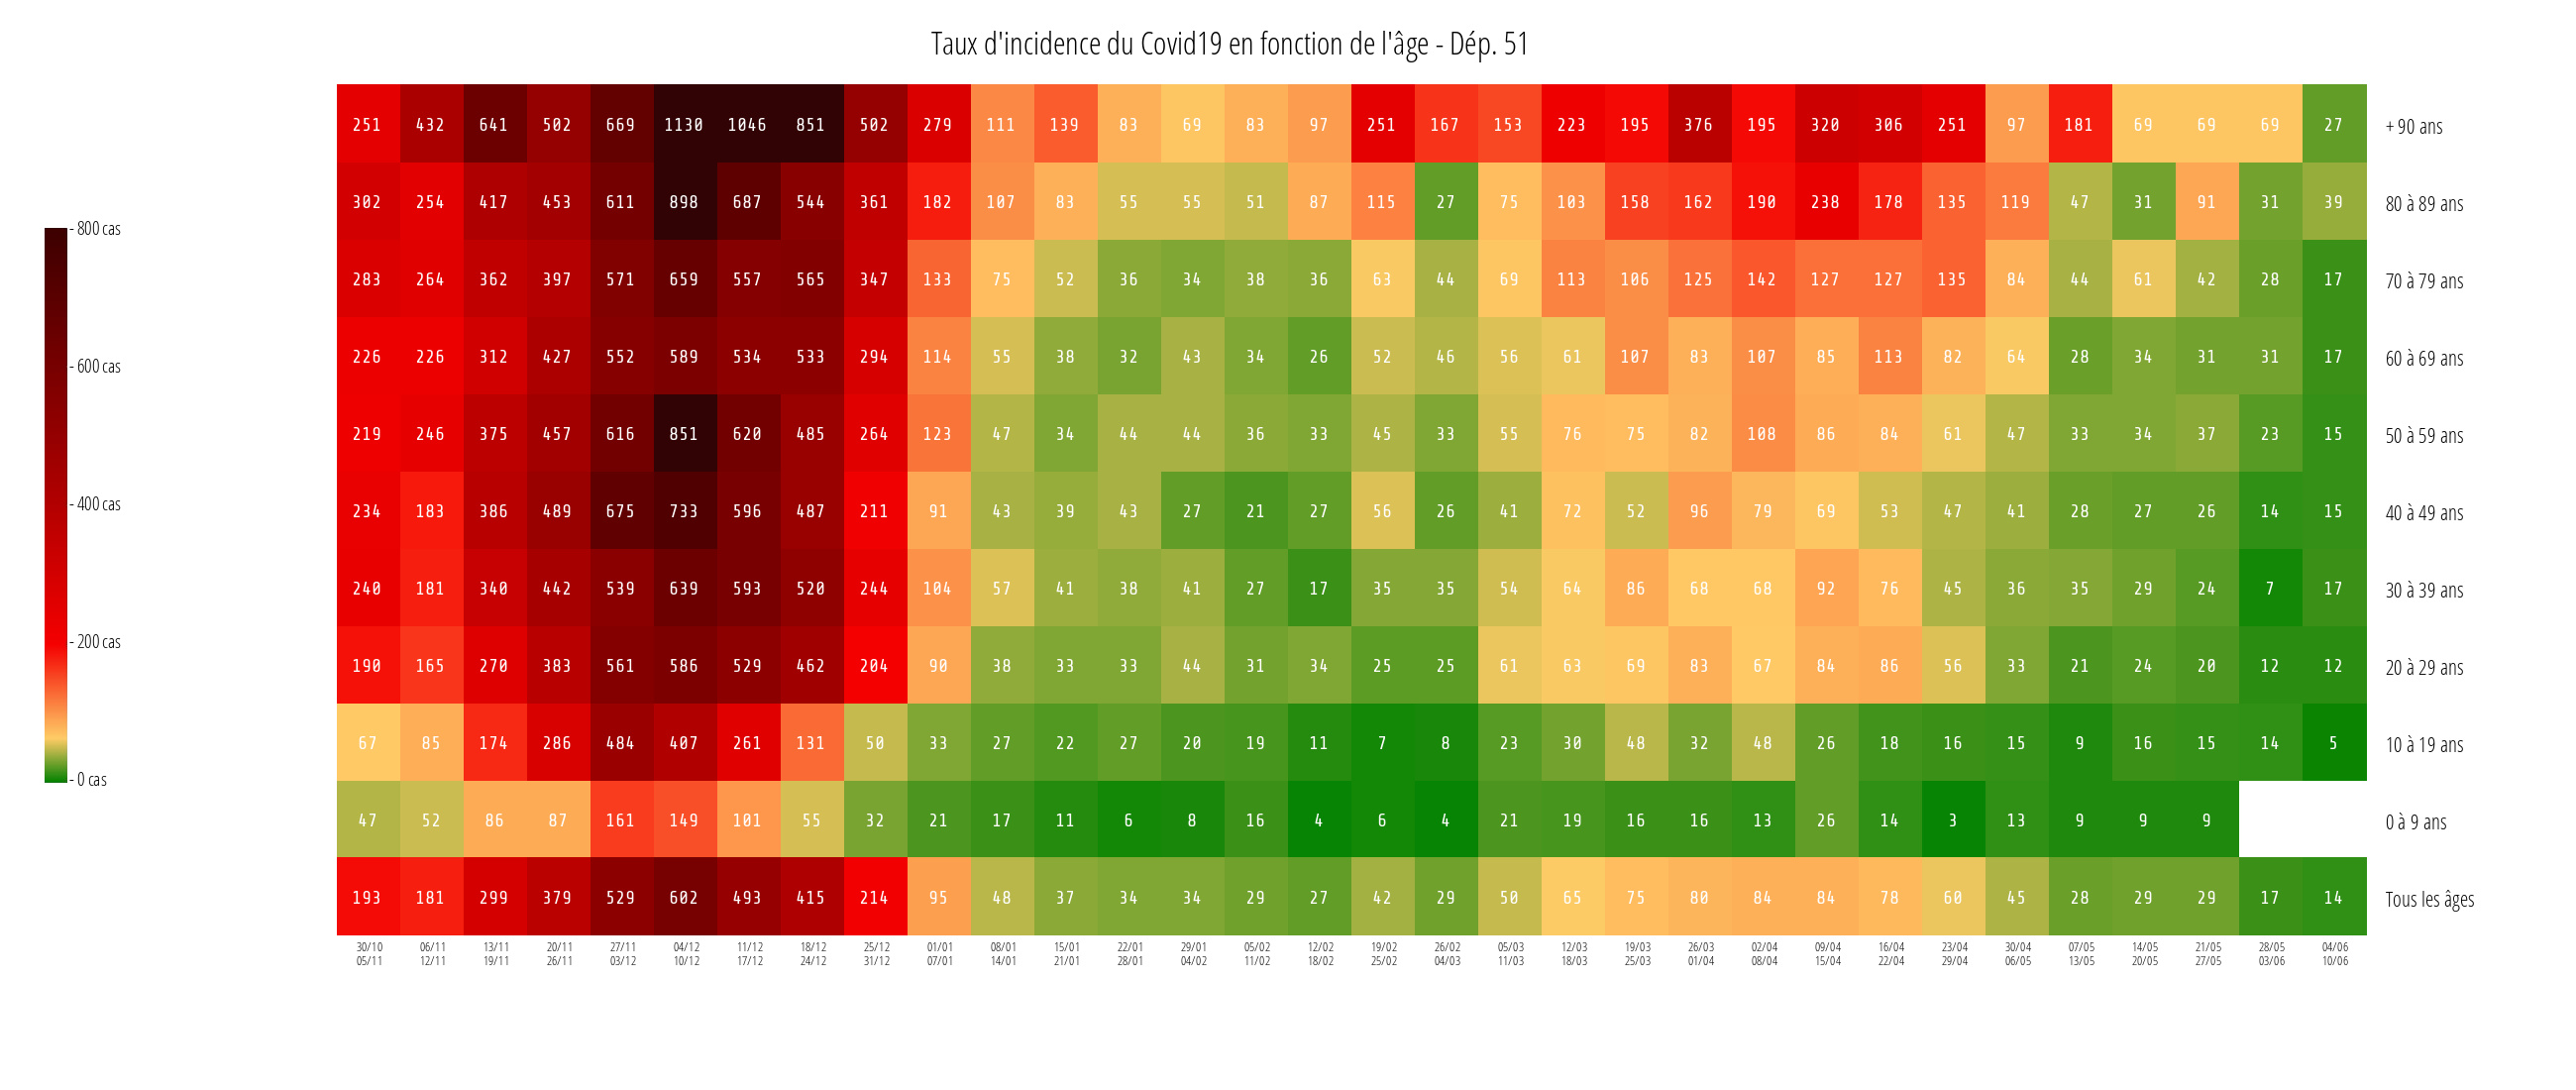 Taux d'incidence du Covid19 en fonction de l'âge - Dép. 51
- 800 cas
- 600 cas
- 400 cas
- 200 cas
- 0 cas
251 432 641 502 669 1130 1046 851 502 279 111 139 83 69 83 97 251 167 153 223 195 376 195 320 306 251 97 181 69 69 69 27 + 90 ans
302 254 417 453 611 898 687 544 361 182 107 83 55 55 51 87 115 27 75 103 158 162 190 238 178 135 119 47 31 91 31 39 80 à 89 ans
283 264 362 397 571 659 557 565 347 133 75 52 36 34 38 36 63 44 69 113 106 125 142 127 127 135 84 44 61 42 28 17 70 à 79 ans
226 226 312 427 552 589 534 533 294 114 55 38 32 43 34 26 52 46 56 61 107 83 107 85 113 82 64 28 34 31 31 17 60 à 69 ans
219 246 375 457 616 851 620 485 264 123 47 34 44 44 36 33 45 33 55 76 75 82 108 86 84 61 47 33 34 37 23 15 50 à 59 ans
234 183 386 489 675 733 596 487 211 91 43 39 43 27 21 27 56 26 41 72 52 96 79 69 53 47 41 28 27 26 14 15 40 à 49 ans
240 181 340 442 539 639 593 520 244 104 57 41 38 41 27 17 35 35 54 64 86 68 68 92 76 45 36 35 29 24 7 17 30 à 39 ans
190 165 270 383 561 586 529 462 204 90 38 33 33 44 31 34 25 25 61 63 69 83 67 84 86 56 33 21 24 20 12 12 20 à 29 ans
67 85 174 286 484 407 261 131 50 33 27 22 27 20 19 11 7 8 23 30 48 32 48 26 18 16 15 9 16 15 14 5 10 à 19 ans
47 52 86 87 161 149 101 55 32 21 17 11 6 8 16 4 6 4 21 19 16 16 13 26 14 3 13 9 9 9 0 à 9 ans
193 181 299 379 529 602 493 415 214 95 48 37 34 34 29 27 42 29 50 65 75 80 84 84 78 60 45 28 29 29 17 14 Tous les âges
30/10 06/11 13/11 20/11 27/11 04/12 11/12 18/12 25/12 01/01 08/01 15/01 22/01 29/01 05/02 12/02 19/02 26/02 05/03 12/03 19/03 26/03 02/04 09/04 16/04 23/04 30/04 07/05 14/05 21/05 28/05 04/06
05/11 12/11 19/11 26/11 03/12 10/12 17/12 24/12 31/12 07/01 14/01 21/01 28/01 04/02 11/02 18/02 25/02 04/03 11/03 18/03 25/03 01/04 08/04 15/04 22/04 29/04 06/05 13/05 20/05 27/05 03/06 10/06